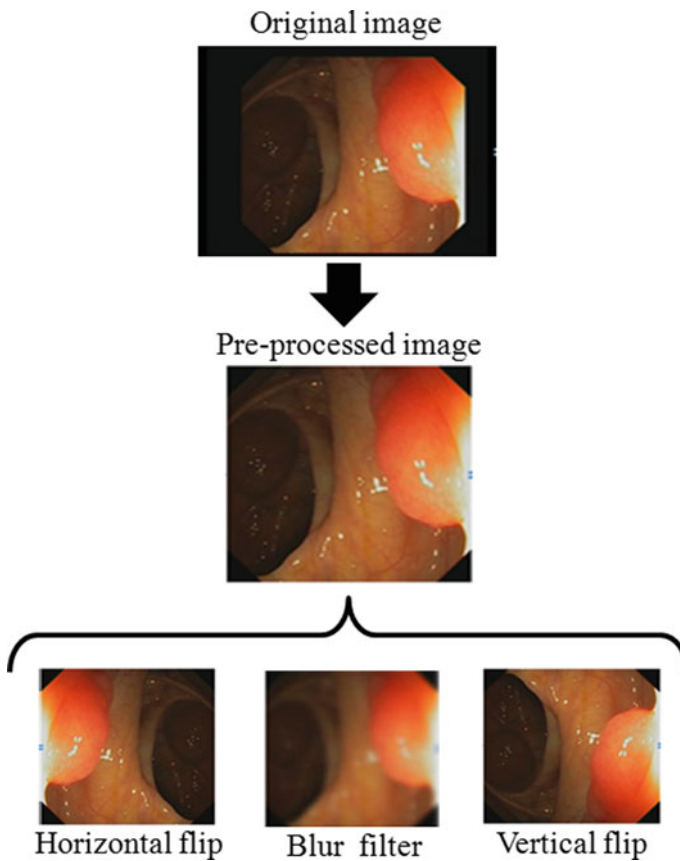 Original image
Pre-processed image
Horizontal flip
Blur filter
Vertical flip